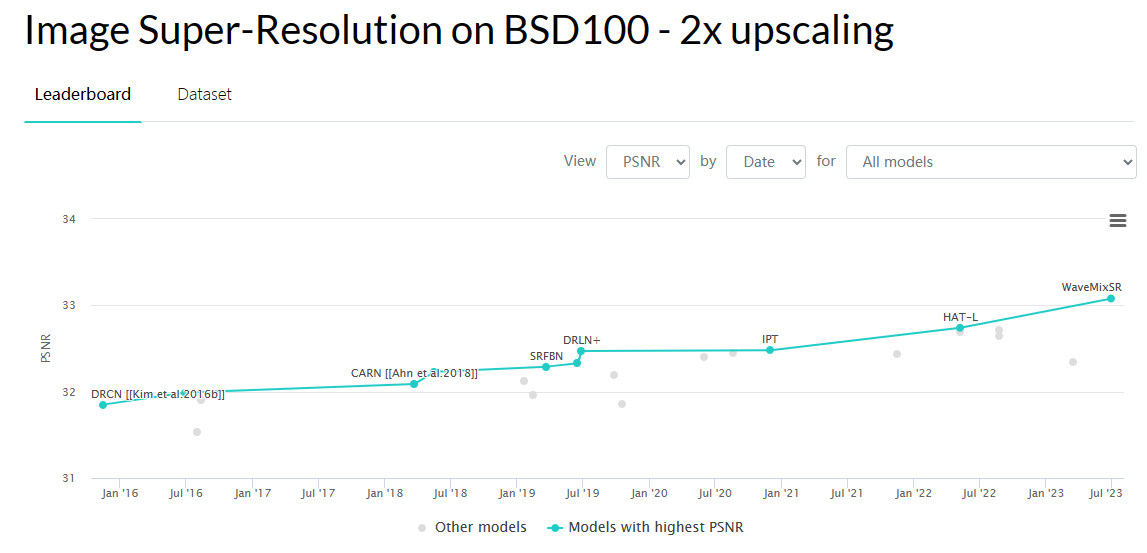 Image Super-Resolution on BSD100 - 2x upscaling
Leaderboard Dataset
View PSNR by Date for All models
34
33
32
31
PSNR
WaveMixSR
HAT-L
IPT
DRLN+
SRFBN
CARN [[Ahn et al.2018]]
DRCN [[Kim et al.2016b]]
Jan '16 Jul '16 Jan '17 Jul '17 Jan '18 Jul '18 Jan '19 Jul '19 Jan '20 Jul '20 Jan '21 Jul '21 Jan '22 Jul '22 Jan '23 Jul '23
Other models Models with highest PSNR